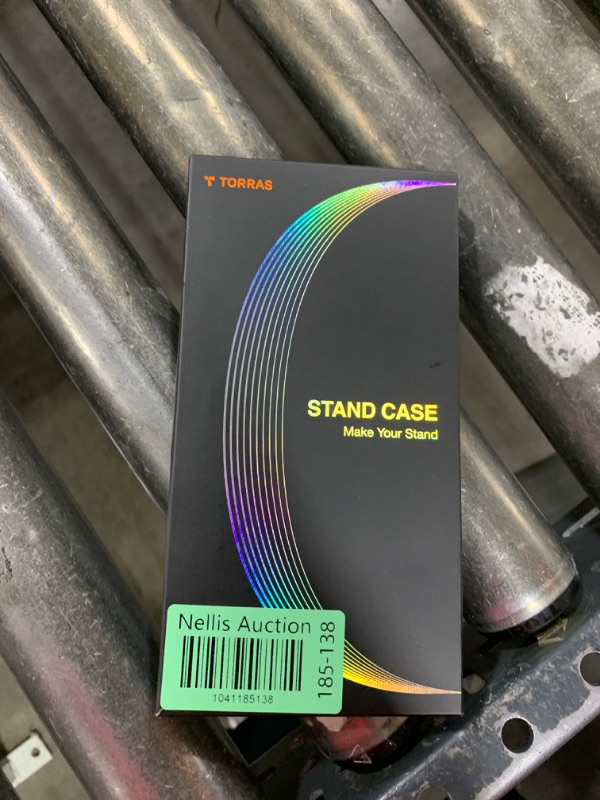 TORRAS
STAND CASE
Make Your Stand
Nellis Auction
1041185138
185-138